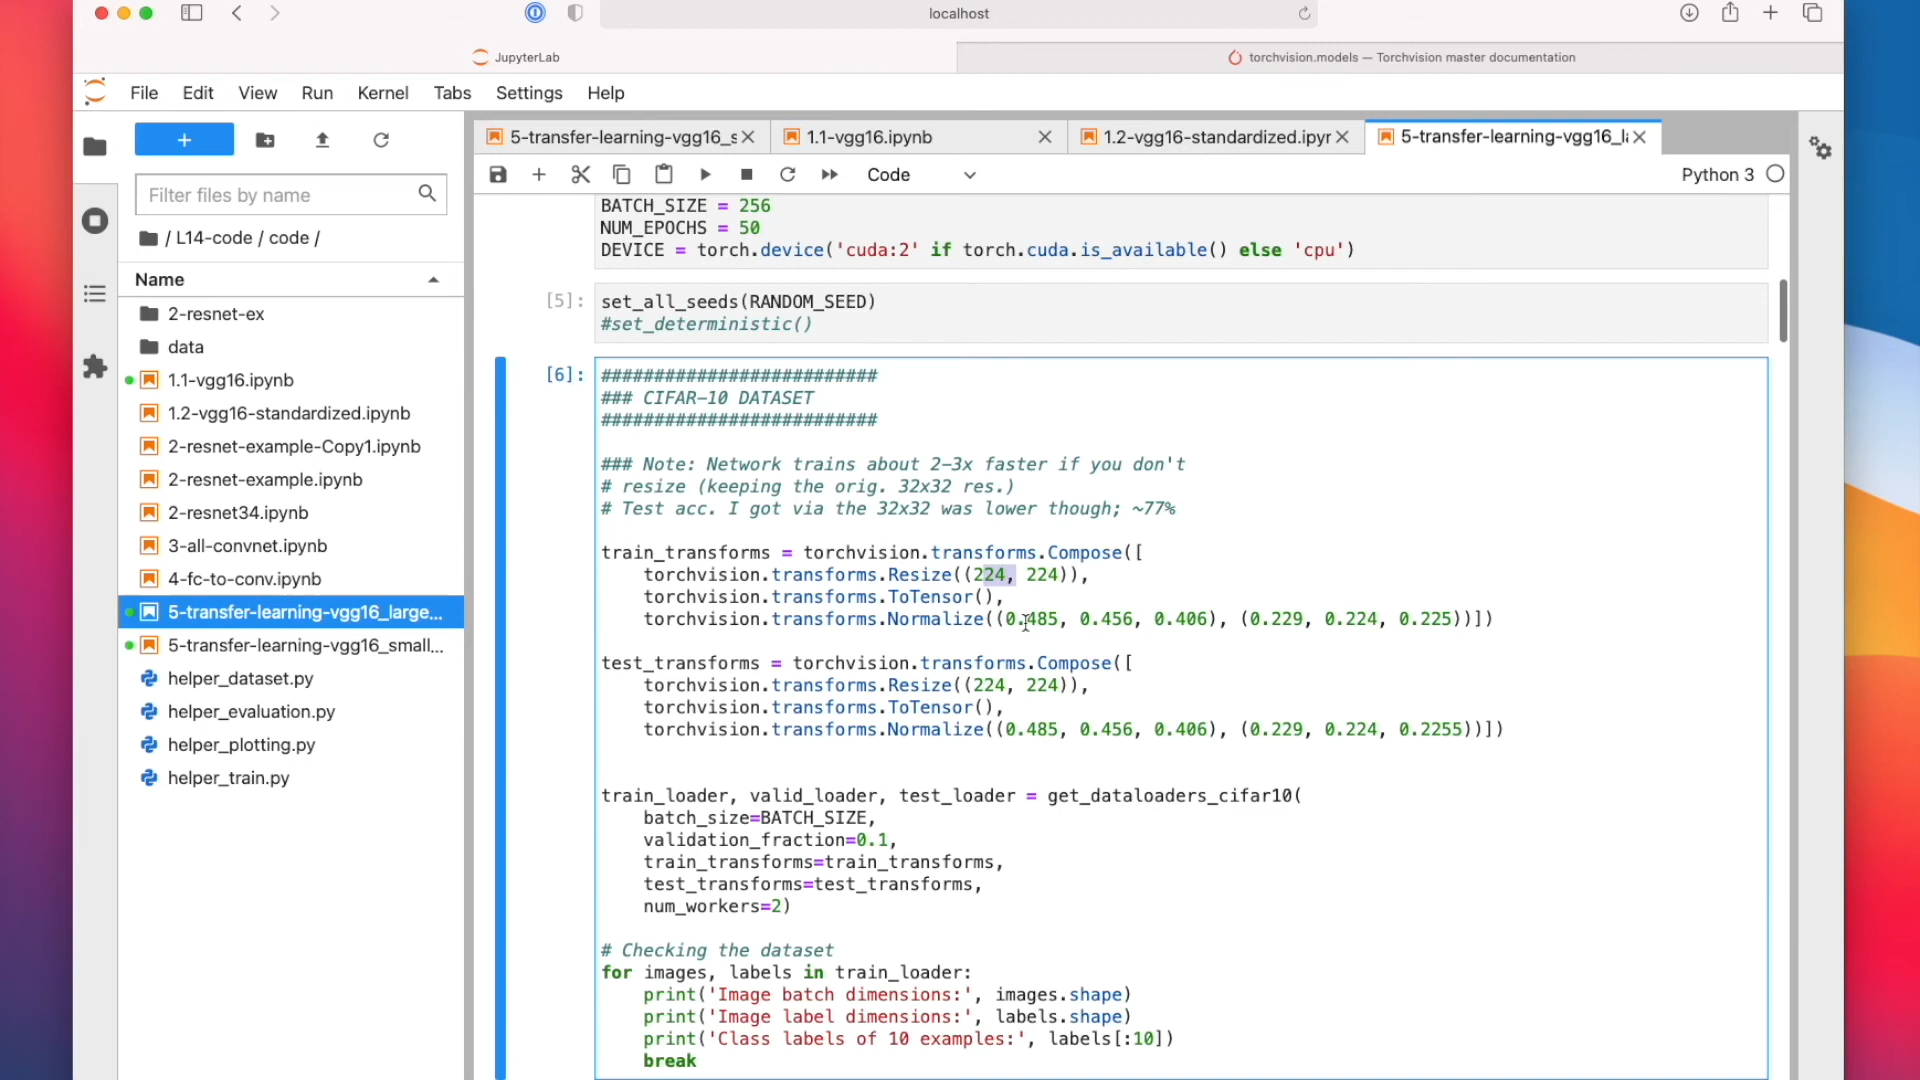 localhost
JupyterLab
torchvision.models — Torchvision master documentation
File Edit View Run Kernel Tabs Settings Help
5-transfer-learning-vgg16_s
1.1-vgg16.ipynb
1.2-vgg16-standardized.ipyr
5-transfer-learning-vgg16_l
Code
Python 3
Filter files by name
/ L14-code / code /
Name
2-resnet-ex
data
1.1-vgg16.ipynb
1.2-vgg16-standardized.ipynb
2-resnet-example-Copy1.ipynb
2-resnet-example.ipynb
2-resnet34.ipynb
3-all-convnet.ipynb
4-fc-to-conv.ipynb
5-transfer-learning-vgg16_large...
5-transfer-learning-vgg16_small...
helper_dataset.py
helper_evaluation.py
helper_plotting.py
helper_train.py
BATCH_SIZE = 256
NUM_EPOCHS = 50
DEVICE = torch.device('cuda:2' if torch.cuda.is_available() else 'cpu')
[5]: set_all_seeds(RANDOM_SEED)
#set_deterministic()
[6]: ##########################
### CIFAR-10 DATASET
##########################
### Note: Network trains about 2-3x faster if you don't
# resize (keeping the orig. 32x32 res.)
# Test acc. I got via the 32x32 was lower though; ~77%
train_transforms = torchvision.transforms.Compose([
torchvision.transforms.Resize((224, 224)),
torchvision.transforms.ToTensor(),
torchvision.transforms.Normalize((0.485, 0.456, 0.406), (0.229, 0.224, 0.225))])
test_transforms = torchvision.transforms.Compose([
torchvision.transforms.Resize((224, 224)),
torchvision.transforms.ToTensor(),
torchvision.transforms.Normalize((0.485, 0.456, 0.406), (0.229, 0.224, 0.2255))])
train_loader, valid_loader, test_loader = get_dataloaders_cifar10(
batch_size=BATCH_SIZE,
validation_fraction=0.1,
train_transforms=train_transforms,
test_transforms=test_transforms,
num_workers=2)
# Checking the dataset
for images, labels in train_loader:
print('Image batch dimensions:', images.shape)
print('Image label dimensions:', labels.shape)
print('Class labels of 10 examples:', labels[:10])
break